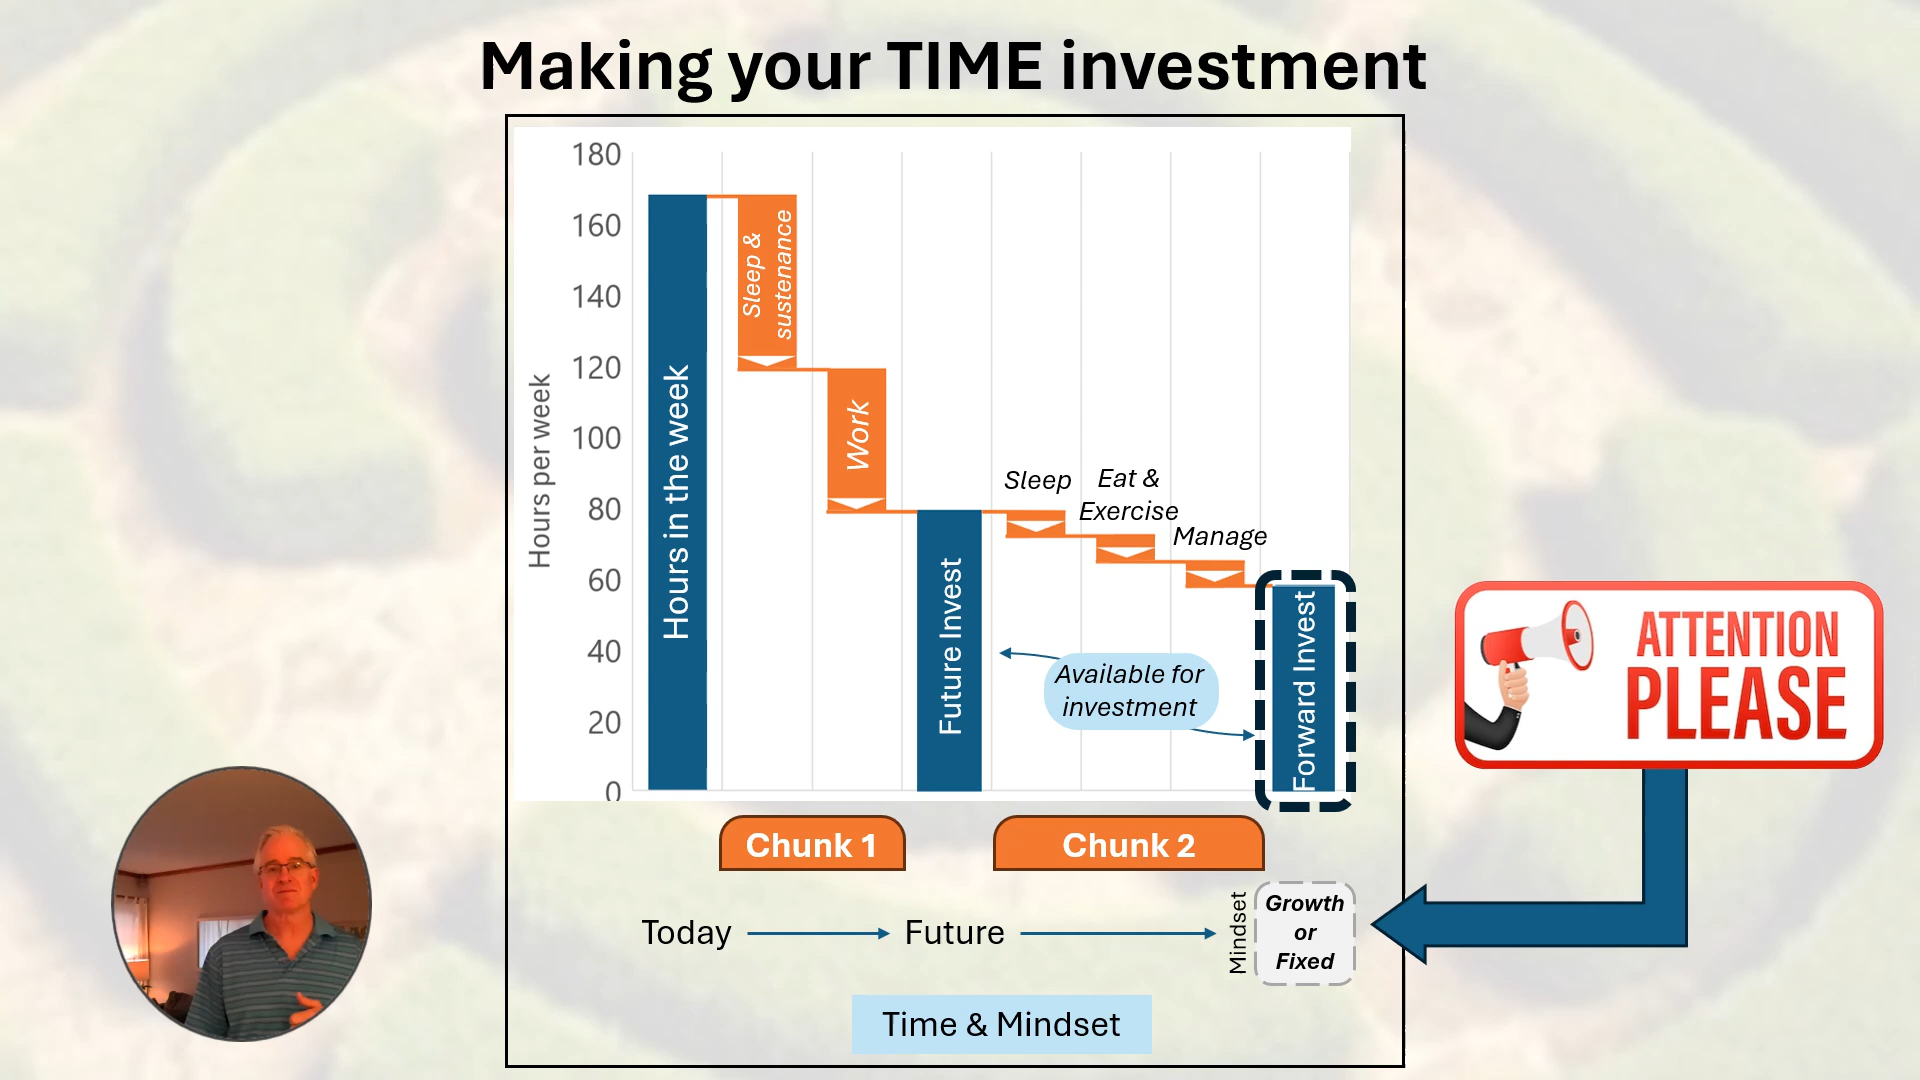 Making your TIME investment
180
160
140
120
100
80
60
40
20
0
Hours per week
Hours in the week
Sleep &
sustenance
Work
Future Invest
Sleep
Eat &
Exercise
Manage
Available for
investment
Forward Invest
ATTENTION
PLEASE
Chunk 1
Chunk 2
Today
Future
Mindset
Growth
or
Fixed
Time & Mindset